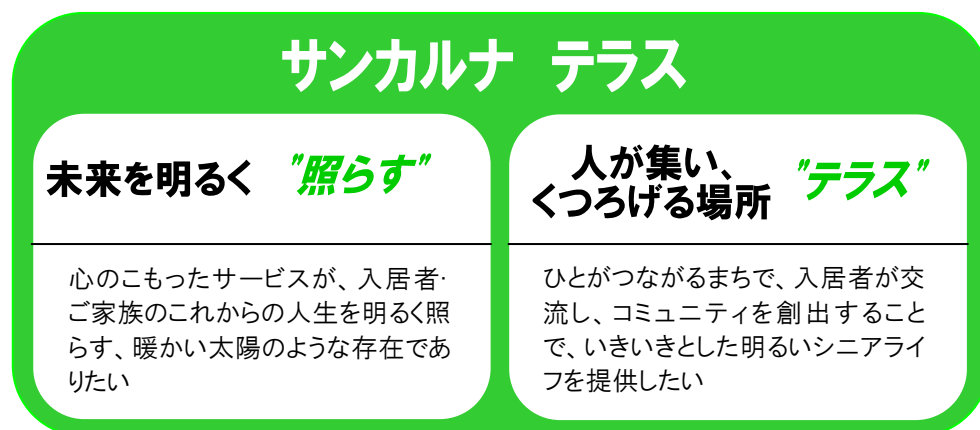 サンカルナ テラス
未来を明るく "照らす"
心のこもったサービスが、入居者・
ご家族のこれからの人生を明るく照
らす、暖かい太陽のような存在であ
りたい
人が集い、
くつろげる場所 "テラス"
ひとがつながるまちで、入居者が交
流し、コミュニティを創出すること
で、いきいきとした明るいシニアライ
フを提供したい